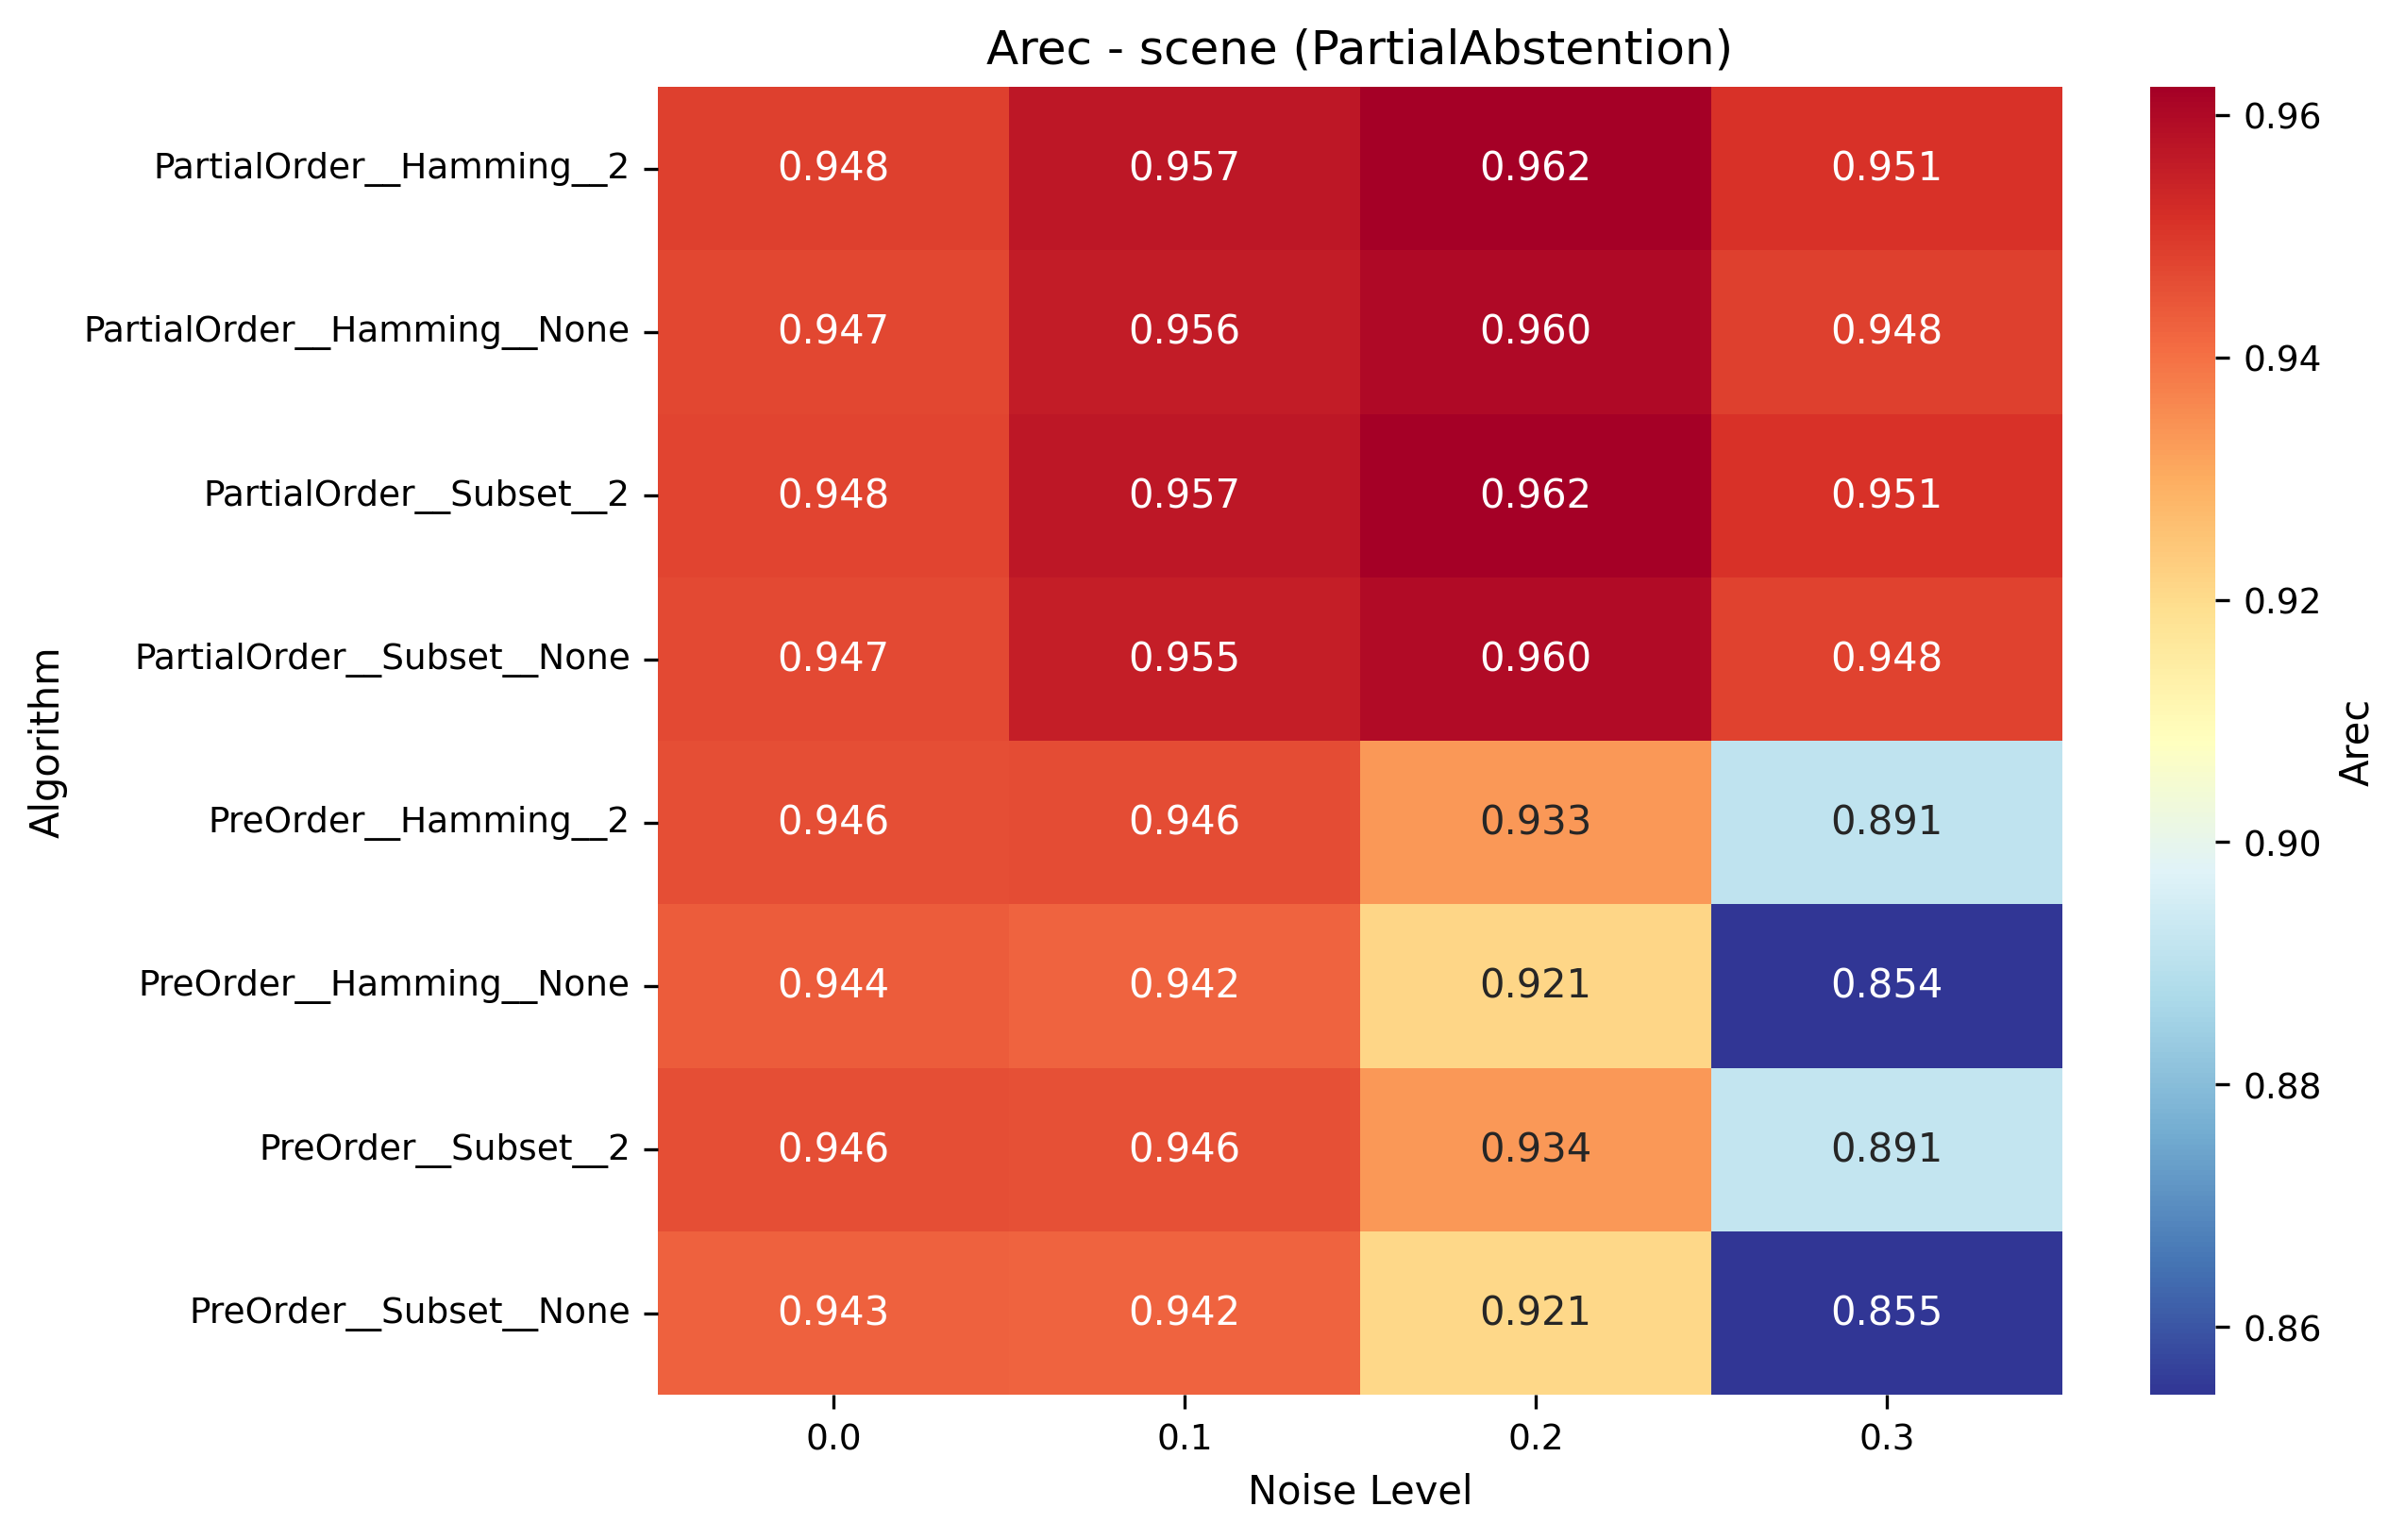 Arec - scene (PartialAbstention)
Algorithm
PartialOrder__Hamming__2 0.948 0.957 0.962 0.951
PartialOrder__Hamming__None 0.947 0.956 0.960 0.948
PartialOrder__Subset__2 0.948 0.957 0.962 0.951
PartialOrder__Subset__None 0.947 0.955 0.960 0.948
PreOrder__Hamming__2 0.946 0.946 0.933 0.891
PreOrder__Hamming__None 0.944 0.942 0.921 0.854
PreOrder__Subset__2 0.946 0.946 0.934 0.891
PreOrder__Subset__None 0.943 0.942 0.921 0.855
0.0 0.1 0.2 0.3
Noise Level
0.96
0.94
0.92
0.90
0.88
0.86
Arec